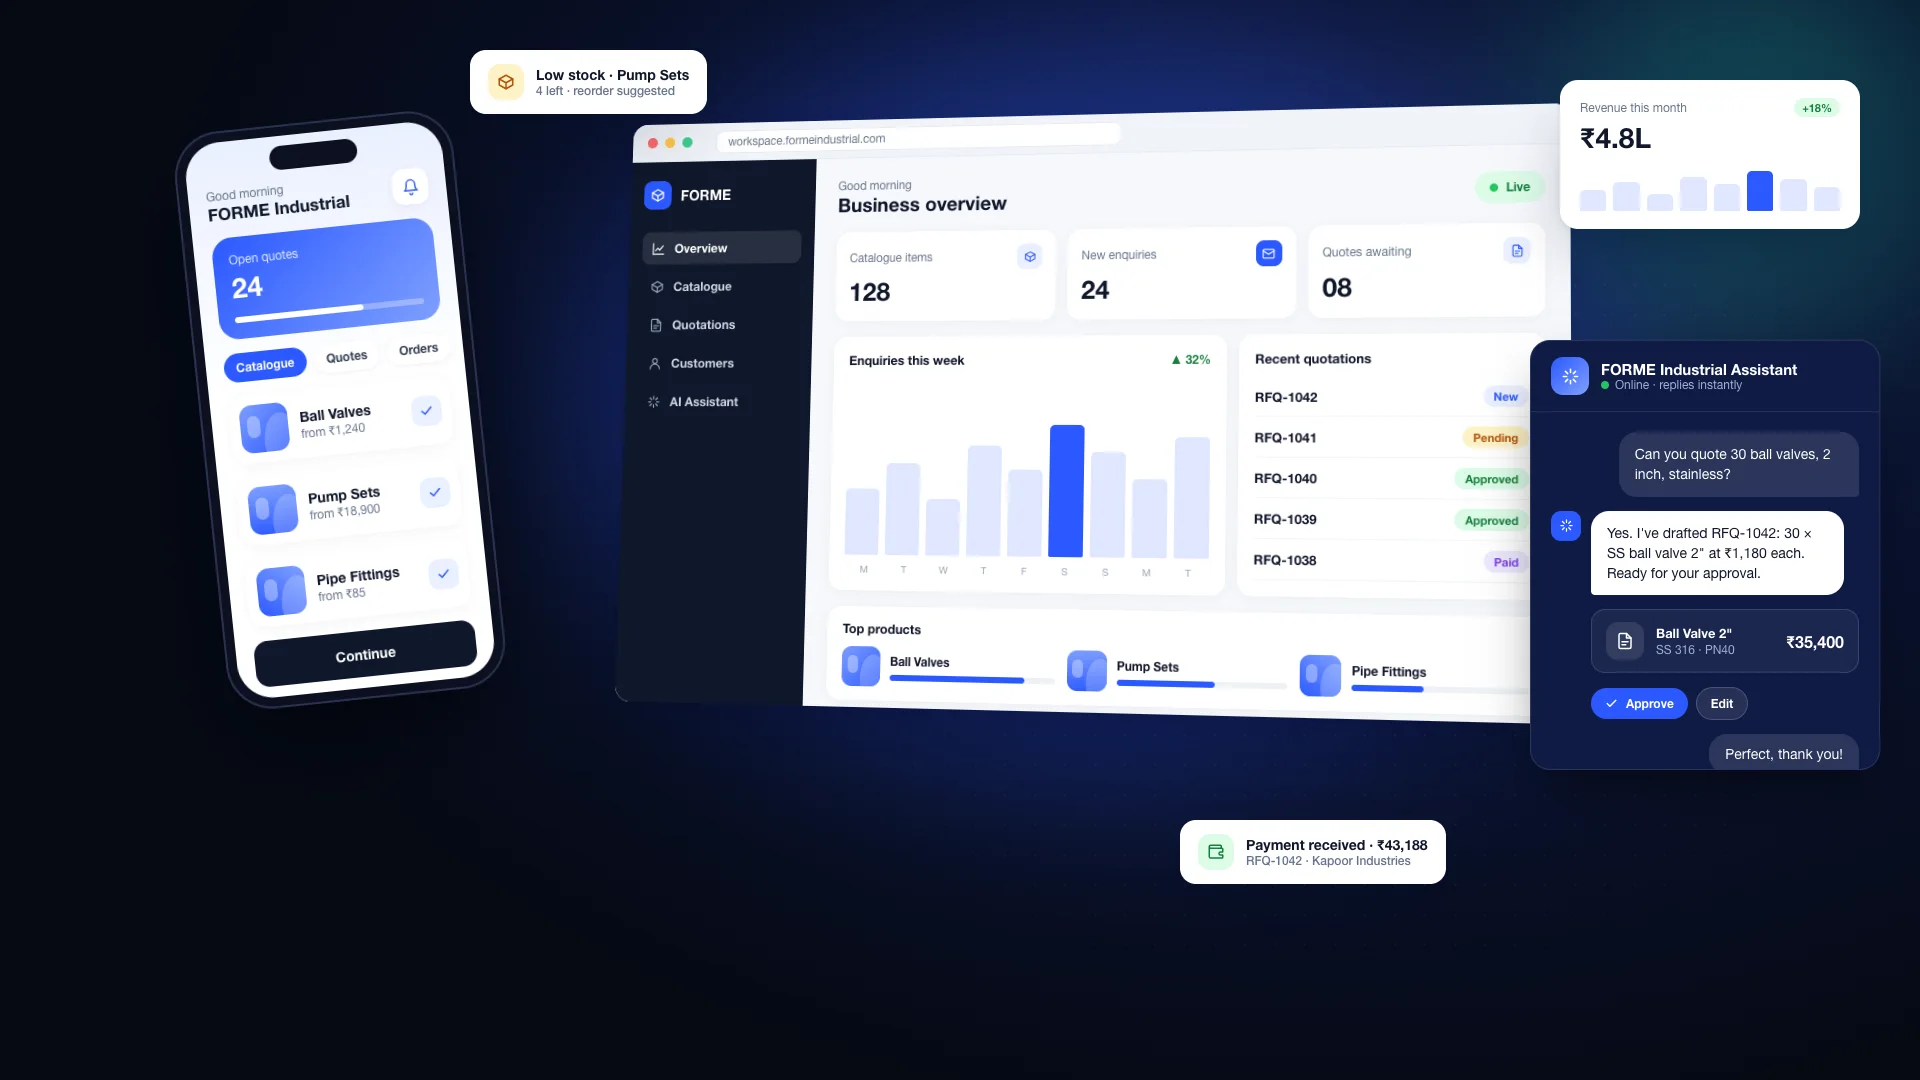 Low stock · Pump Sets
4 left · reorder suggested
Good morning
FORME Industrial
Open quotes
24
Catalogue
Quotes
Orders
Ball Valves
from ₹1,240
Pump Sets
from ₹18,900
Pipe Fittings
from ₹85
Continue
workspace.formeindustrial.com
FORME
Overview
Catalogue
Quotations
Customers
AI Assistant
Good morning
Business overview
Live
Catalogue items
128
New enquiries
24
Quotes awaiting
08
Enquiries this week
▲ 32%
M T W T F S S M T
Recent quotations
RFQ-1042 New
RFQ-1041 Pending
RFQ-1040 Approved
RFQ-1039 Approved
RFQ-1038 Paid
Top products
Ball Valves
Pump Sets
Pipe Fittings
Revenue this month
+18%
₹4.8L
FORME Industrial Assistant
Online · replies instantly
Can you quote 30 ball valves, 2
inch, stainless?
Yes. I've drafted RFQ-1042: 30 ×
SS ball valve 2" at ₹1,180 each.
Ready for your approval.
Ball Valve 2"
SS 316 · PN40
₹35,400
Approve
Edit
Perfect, thank you!
Payment received · ₹43,188
RFQ-1042 · Kapoor Industries